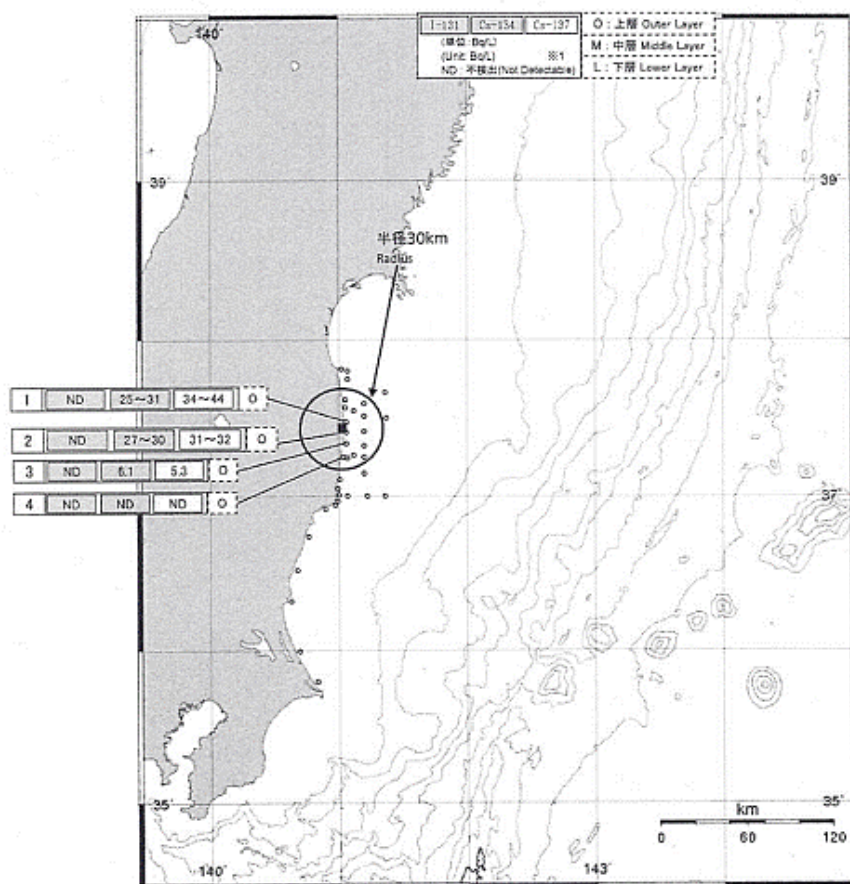 I-131 Cs-134 Cs-137
(単位:Bq/L)
(Unit: Bq/L) ※1
ND:不検出(Not Detectable)
O:上層 Outer Layer
M:中層 Middle Layer
L:下層 Lower Layer
140°
39°
39°
半径30km
Radius
1 ND 25～31 34～44 O
2 ND 27～30 31～32 O
3 ND 6.1 5.3 O
4 ND ND ND O
37°
37°
35°
35°
km
0 60 120
140°
143°